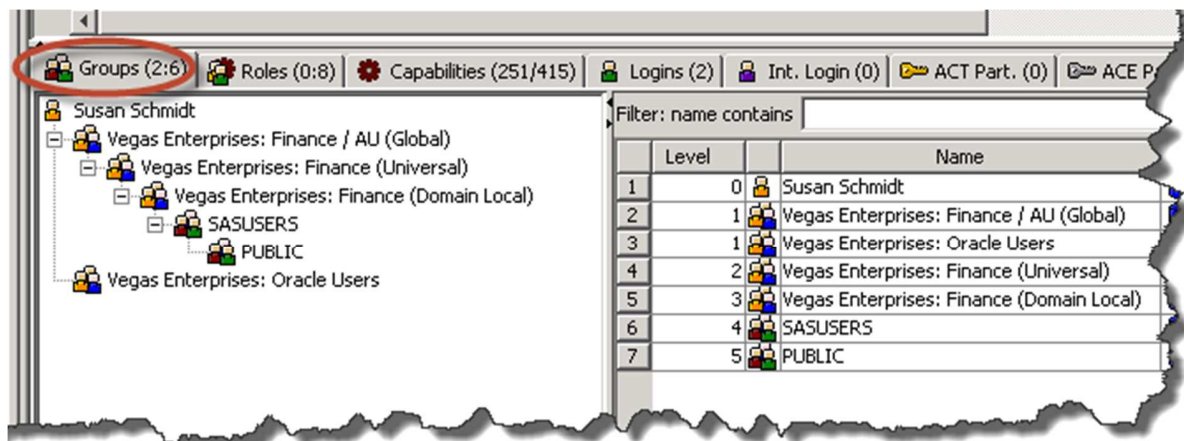 Groups (2:6) Roles (0:8) Capabilities (251/415) Logins (2) Int. Login (0) ACT Part. (0) ACE
Susan Schmidt
Vegas Enterprises: Finance / AU (Global)
Vegas Enterprises: Finance (Universal)
Vegas Enterprises: Finance (Domain Local)
SASUSERS
PUBLIC
Vegas Enterprises: Oracle Users
Filter: name contains
Level Name
1 0 Susan Schmidt
2 1 Vegas Enterprises: Finance / AU (Global)
3 1 Vegas Enterprises: Oracle Users
4 2 Vegas Enterprises: Finance (Universal)
5 3 Vegas Enterprises: Finance (Domain Local)
6 4 SASUSERS
7 5 PUBLIC